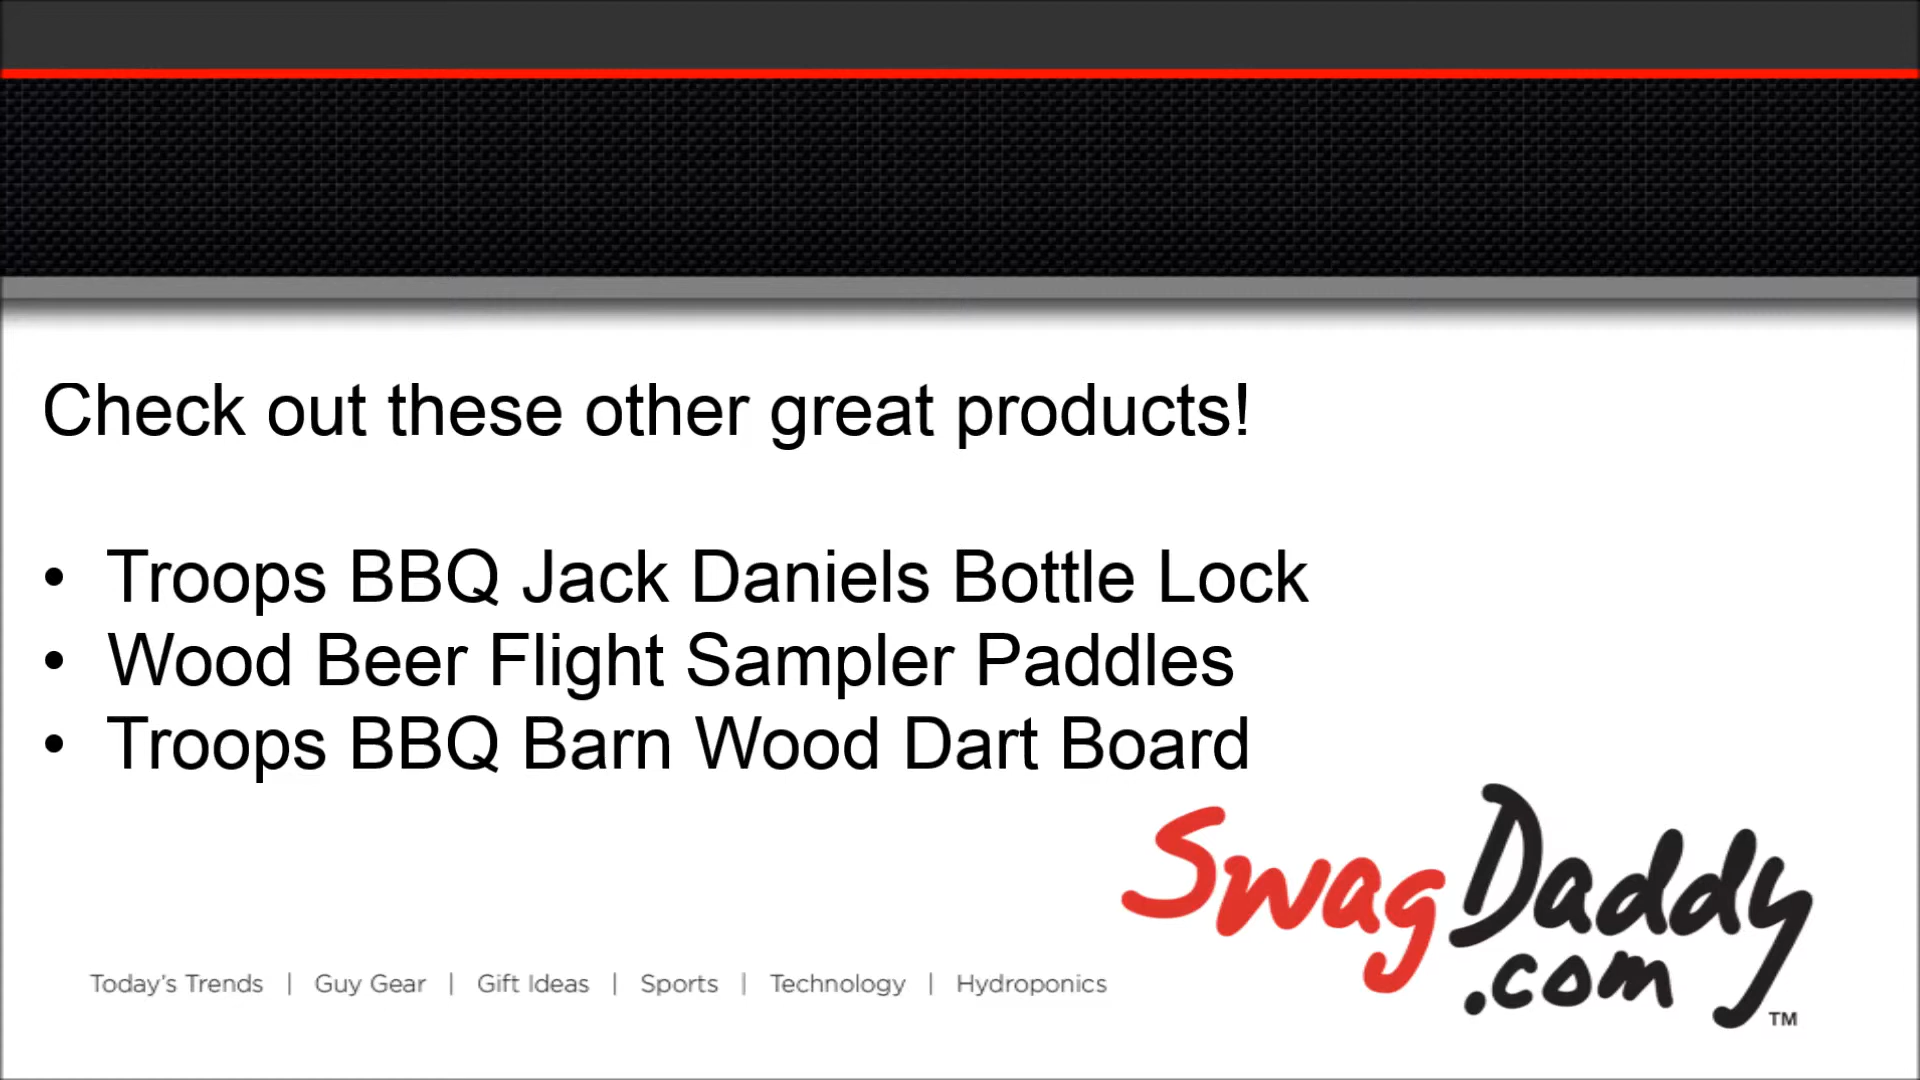 Check out these other great products!
• Troops BBQ Jack Daniels Bottle Lock
• Wood Beer Flight Sampler Paddles
• Troops BBQ Barn Wood Dart Board
SwagDaddy
.com
TM
Today's Trends | Guy Gear | Gift Ideas | Sports | Technology | Hydroponics